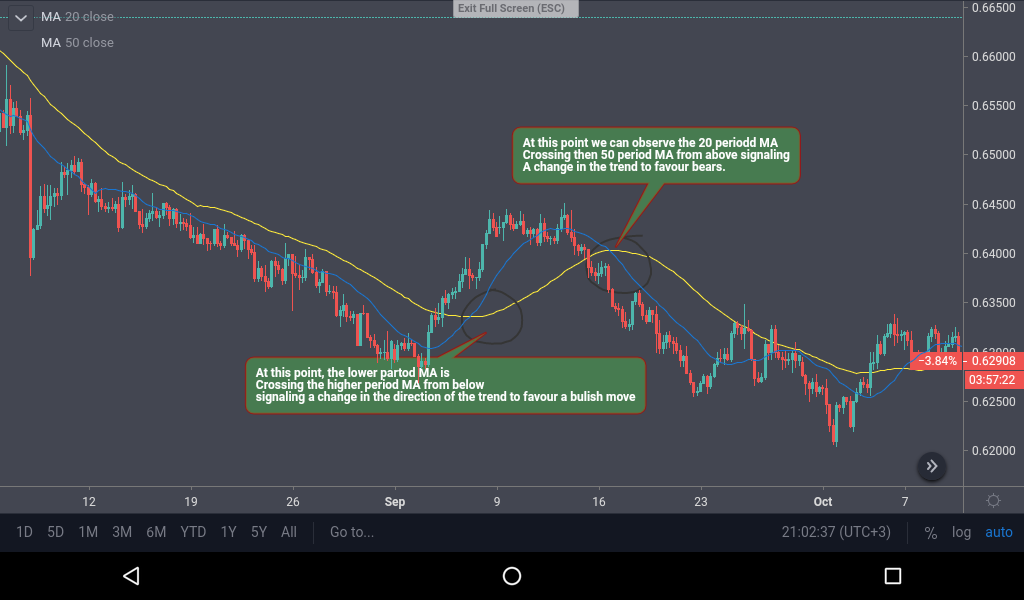 Exit Full Screen (ESC)
MA 20 close
MA 50 close
0.66500
0.66000
0.65500
0.65000
0.64500
0.64000
0.63500
0.63000
0.62500
0.62000
At this point we can observe the 20 periodd MA
Crossing then 50 period MA from above signaling
A change in the trend to favour bears.
At this point, the lower partod MA is
Crossing the higher period MA from below
signaling a change in the direction of the trend to favour a bulish move
−3.84% 0.62908
03:57:22
12 19 26 Sep 9 16 23 Oct 7
1D 5D 1M 3M 6M YTD 1Y 5Y All Go to... 21:02:37 (UTC+3) % log auto